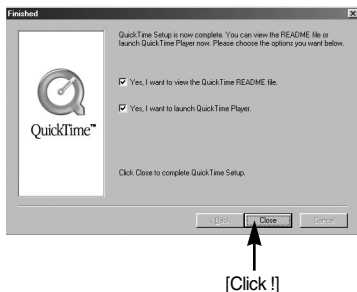 Finished
QuickTime Setup is now complete. You can view the README file or
launch QuickTime Player now. Please choose the options you want below.
Yes, I want to view the QuickTime README file.
Yes, I want to launch QuickTime Player.
QuickTime™
Click Close to complete QuickTime Setup.
< Back
Close
Cancel
[Click !]